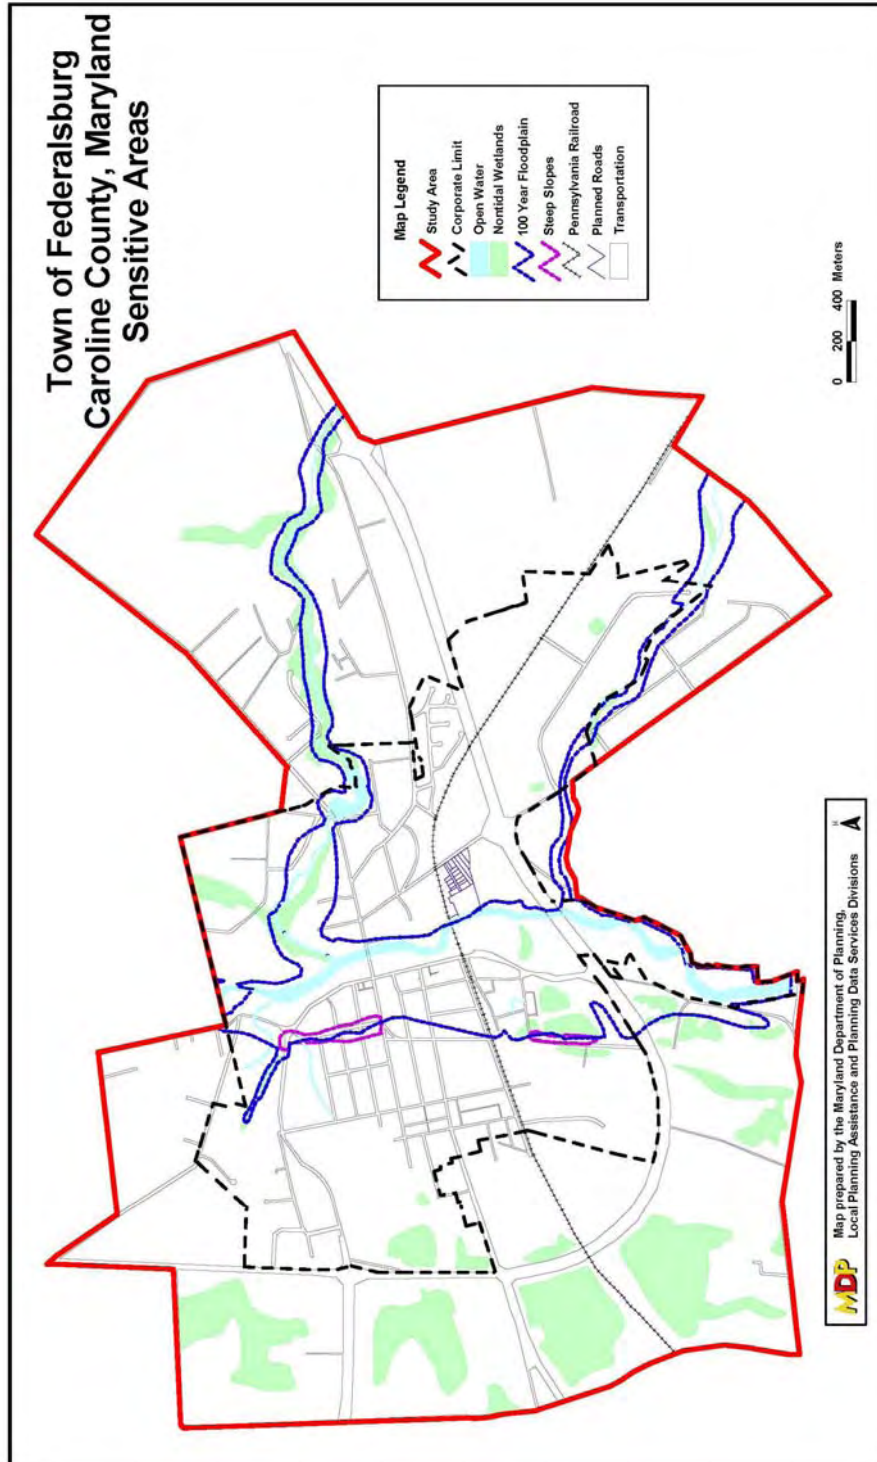 Town of Federalsburg
Caroline County, Maryland
Sensitive Areas
Map Legend
Study Area
Corporate Limit
Open Water
Nontidal Wetlands
100 Year Floodplain
Steep Slopes
Pennsylvania Railroad
Planned Roads
Transportation
0 200 400 Meters
MDP
Map prepared by the Maryland Department of Planning,
Local Planning Assistance and Planning Data Services Divisions
N